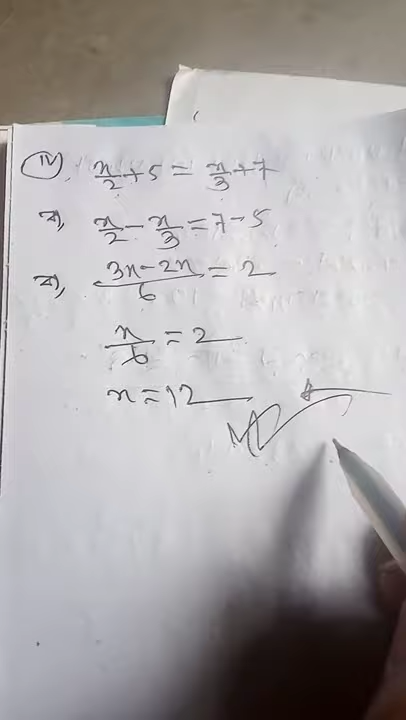 (iv). x/2 + 5 = x/3 + 7
বা, x/2 - x/3 = 7 - 5
বা, 3x - 2x/6 = 2
x/6 = 2
x = 12